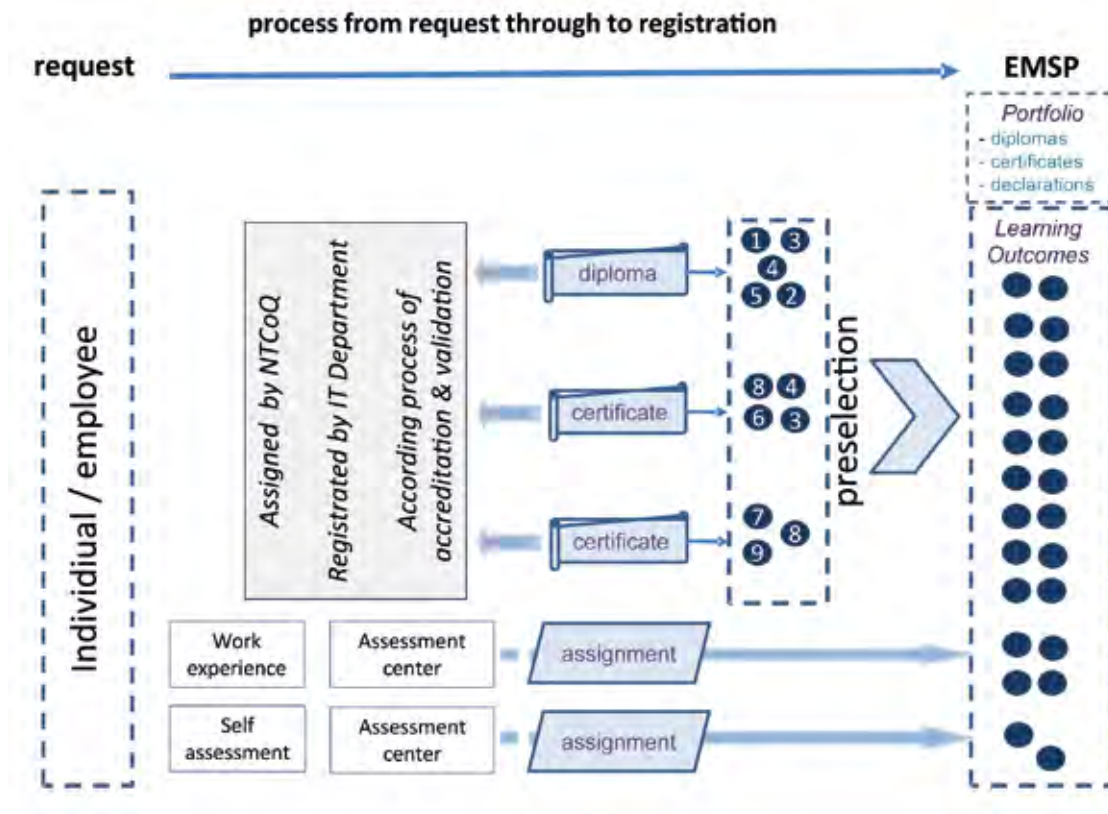 process from request through to registration
request
EMSP
Portfolio
- diplomas
- certificates
- declarations
Learning
Outcomes
Individiual / employee
Assigned by NTCoQ
Registrated by IT Department
According process of
accreditation & validation
diploma
1 3
4
5 2
certificate
8 4
6 3
certificate
7
8
9
preselection
Work
experience
Assessment
center
assignment
Self
assessment
Assessment
center
assignment